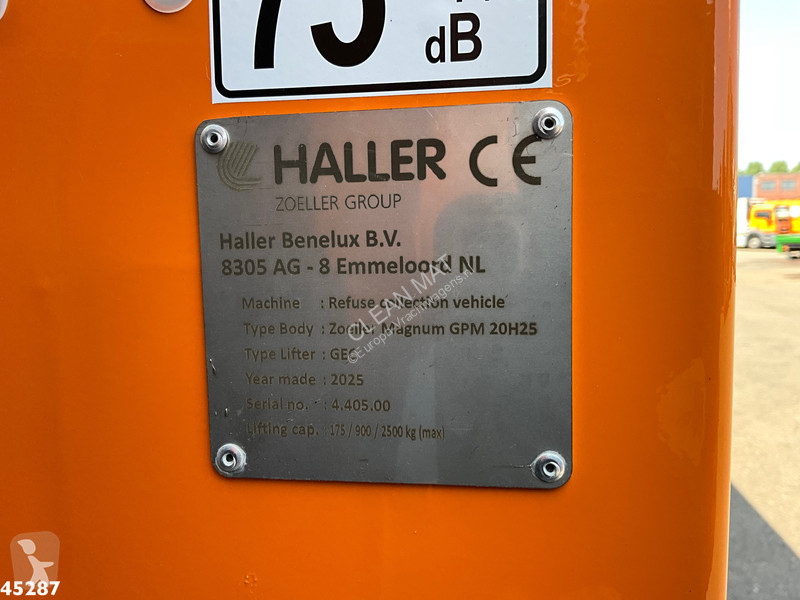 75
dB
HALLER CE
ZOELLER GROUP
Haller Benelux B.V.
8305 AG - 8 Emmeloord NL
Machine : Refuse collection vehicle
Type Body : Zoeller Magnum GPM 20H25
Type Lifter : GEC
Year made : 2025
Serial no. : 4.405.00
Lifting cap. 175 / 900 / 2500 kg (max)
CLEAN MAT
45287